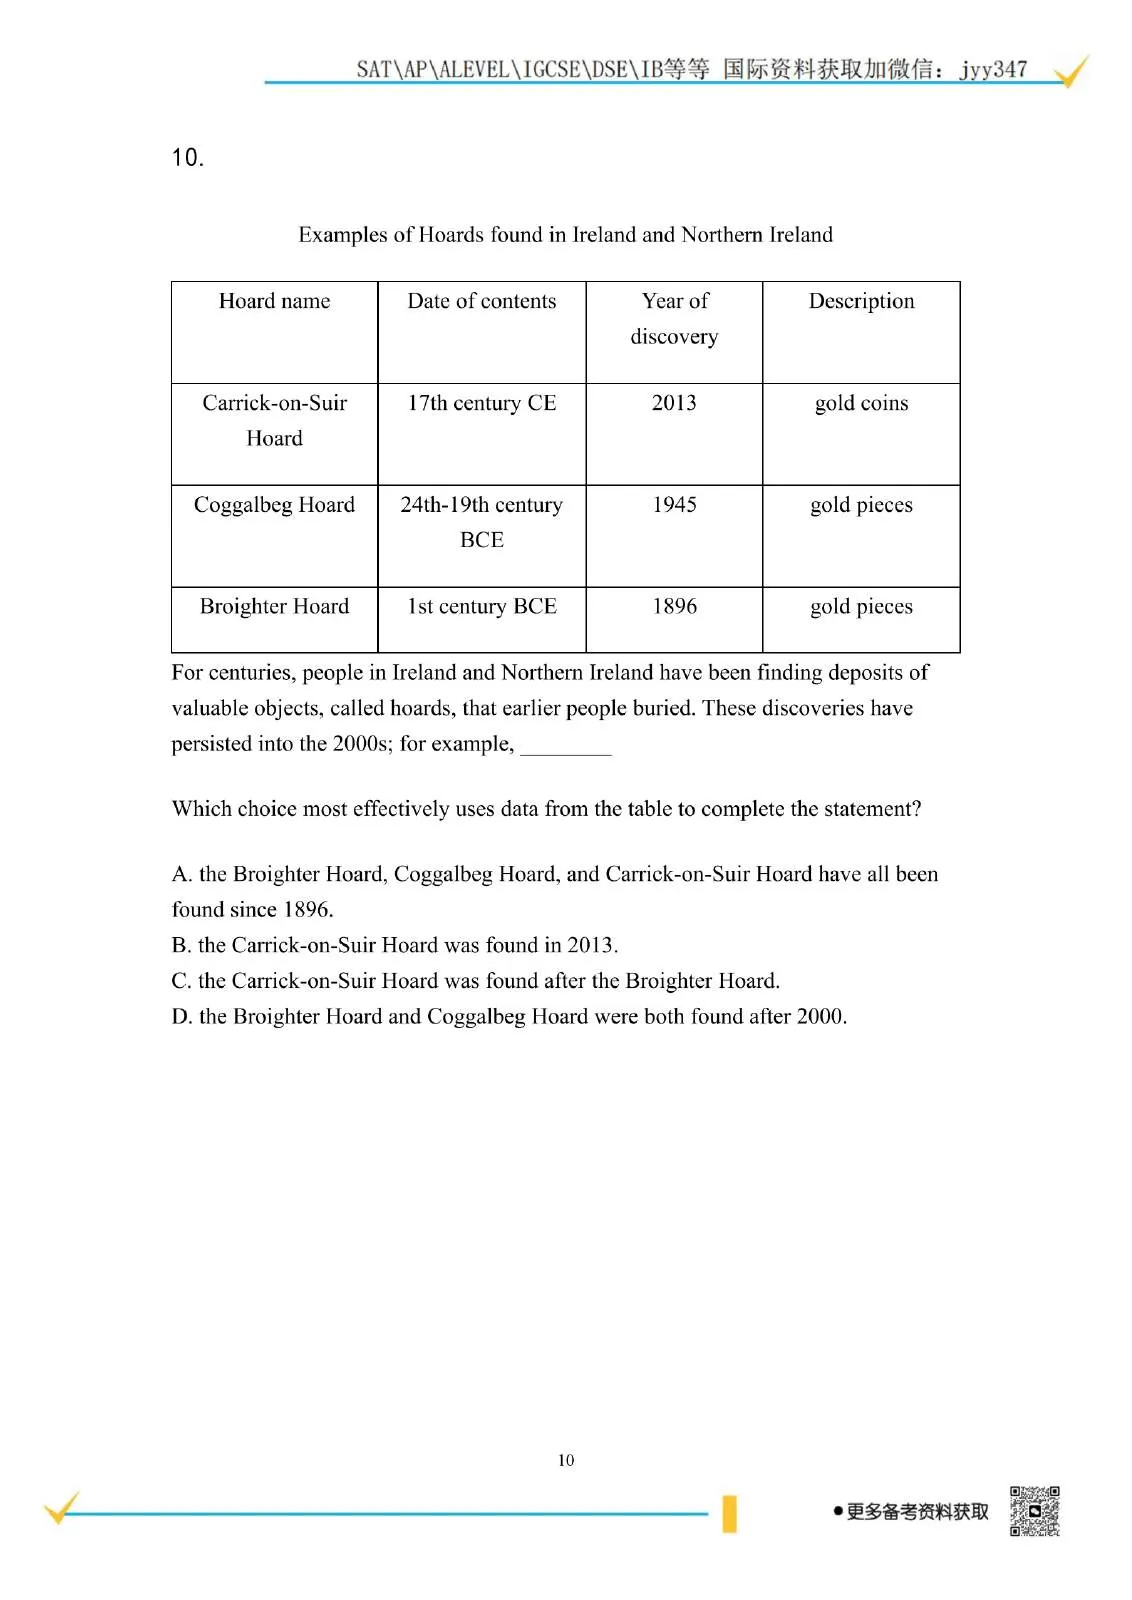 SAT\AP\ALEVEL\IGCSE\DSE\IB等等 国际资料获取加微信：jyy347
10.
Examples of Hoards found in Ireland and Northern Ireland
Hoard name Date of contents Year of discovery Description
Carrick-on-Suir Hoard 17th century CE 2013 gold coins
Coggalbeg Hoard 24th-19th century BCE 1945 gold pieces
Broighter Hoard 1st century BCE 1896 gold pieces
For centuries, people in Ireland and Northern Ireland have been finding deposits of
valuable objects, called hoards, that earlier people buried. These discoveries have
persisted into the 2000s; for example, ________
Which choice most effectively uses data from the table to complete the statement?
A. the Broighter Hoard, Coggalbeg Hoard, and Carrick-on-Suir Hoard have all been
found since 1896.
B. the Carrick-on-Suir Hoard was found in 2013.
C. the Carrick-on-Suir Hoard was found after the Broighter Hoard.
D. the Broighter Hoard and Coggalbeg Hoard were both found after 2000.
10
●更多备考资料获取